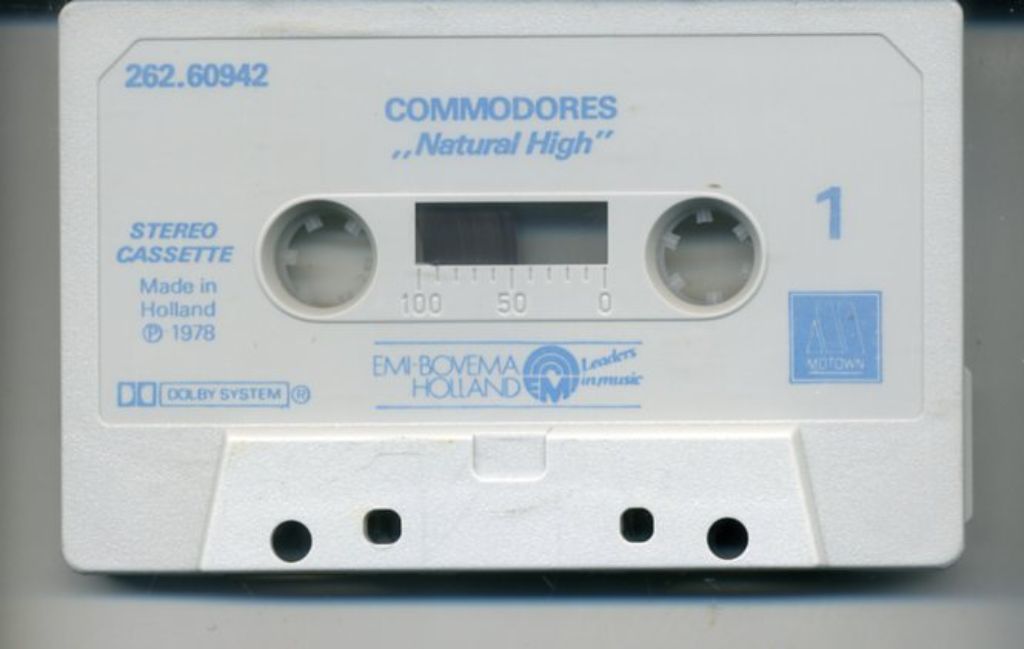 262.60942
COMMODORES
„Natural High"
1
STEREO
CASSETTE
Made in
Holland
℗ 1978
100 50 0
MOTOWN
EMI-BOVEMA
HOLLAND
Leaders
in music
DOLBY SYSTEM ®